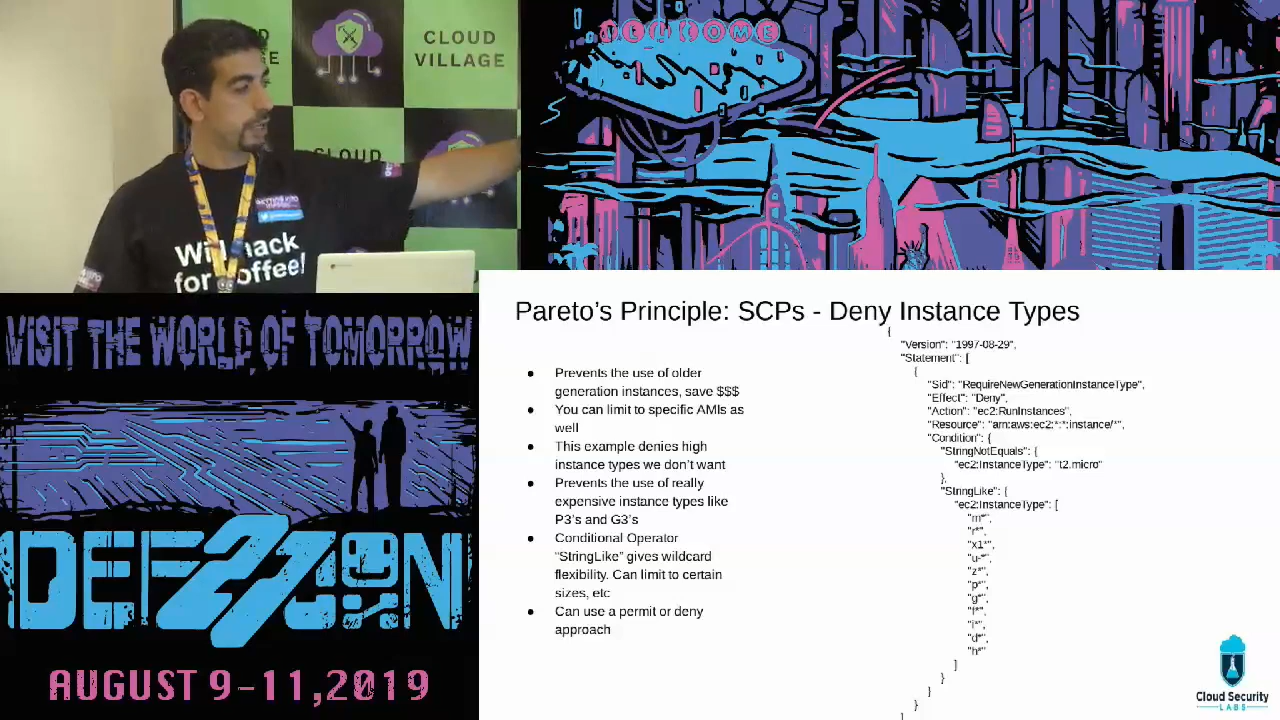 CLOUD
VILLAGE
CLOUD
Will hack
for coffee!
WELCOME
VISIT THE WORLD OF TOMORROW
DEF CON
27
AUGUST 9-11,2019
Pareto's Principle: SCPs - Deny Instance Types
● Prevents the use of older
generation instances, save $$$
● You can limit to specific AMIs as
well
● This example denies high
instance types we don't want
● Prevents the use of really
expensive instance types like
P3's and G3's
● Conditional Operator
“StringLike” gives wildcard
flexibility. Can limit to certain
sizes, etc
● Can use a permit or deny
approach
{
"Version": "1997-08-29",
"Statement": [
{
"Sid": "RequireNewGenerationInstanceType",
"Effect": "Deny",
"Action": "ec2:RunInstances",
"Resource": "arn:aws:ec2:*:*:instance/*",
"Condition": {
"StringNotEquals": {
"ec2:InstanceType": "t2.micro"
},
"StringLike": {
"ec2:InstanceType": [
"m*",
"r*",
"x1*",
"u-*",
"z*",
"p*",
"g*",
"f*",
"i*",
"d*",
"h*"
]
}
}
}
]
Cloud Security
LABS